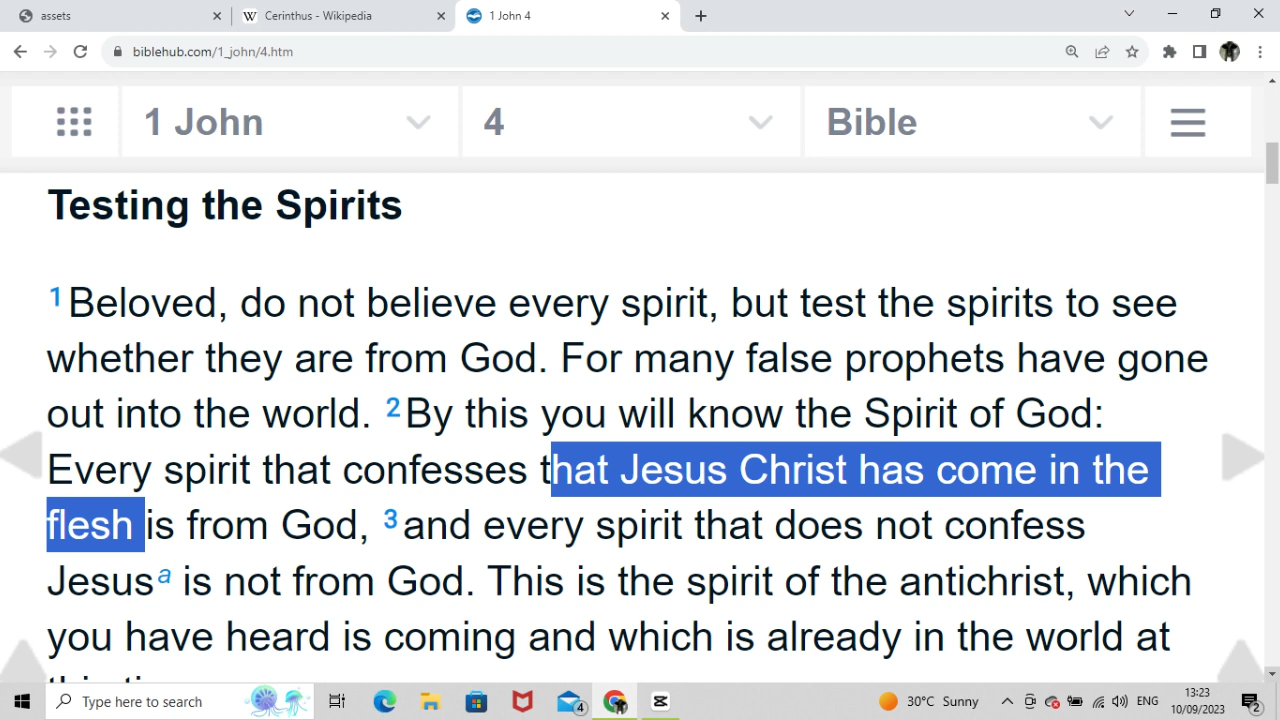 assets
Cerinthus - Wikipedia
1 John 4
biblehub.com/1_john/4.htm
1 John
4
Bible
Testing the Spirits
1 Beloved, do not believe every spirit, but test the spirits to see
whether they are from God. For many false prophets have gone
out into the world. 2 By this you will know the Spirit of God:
Every spirit that confesses that Jesus Christ has come in the
flesh is from God, 3 and every spirit that does not confess
Jesus a is not from God. This is the spirit of the antichrist, which
you have heard is coming and which is already in the world at
Type here to search
4
30°C Sunny
ENG
13:23
10/09/2023
2